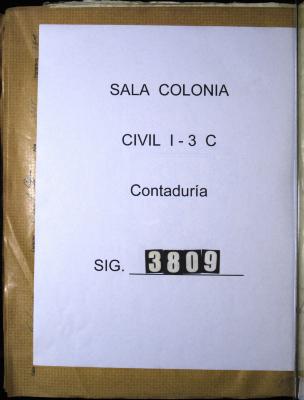 SALA COLONIA
CIVIL I - 3 C
Contaduría
SIG. 3809